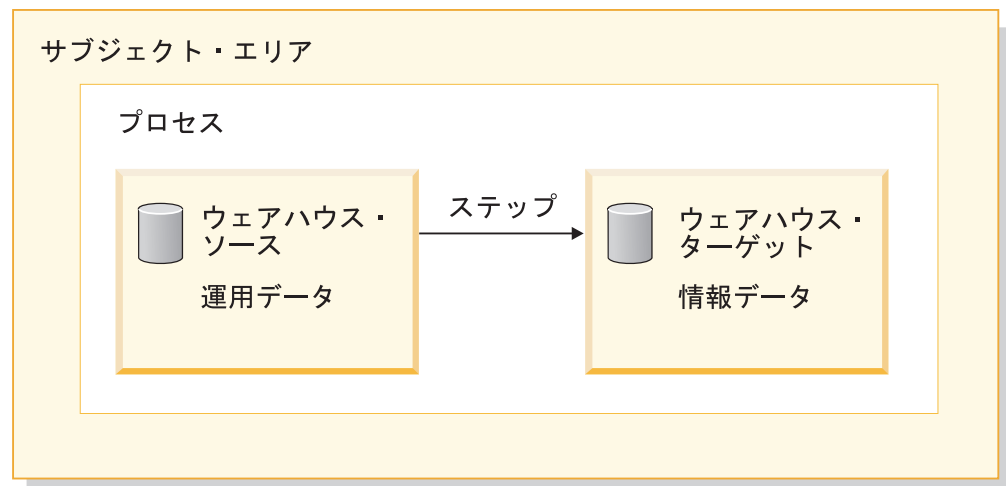 サブジェクト・エリア
プロセス
ウェアハウス・
ソース
運用データ
ステップ
ウェアハウス・
ターゲット
情報データ